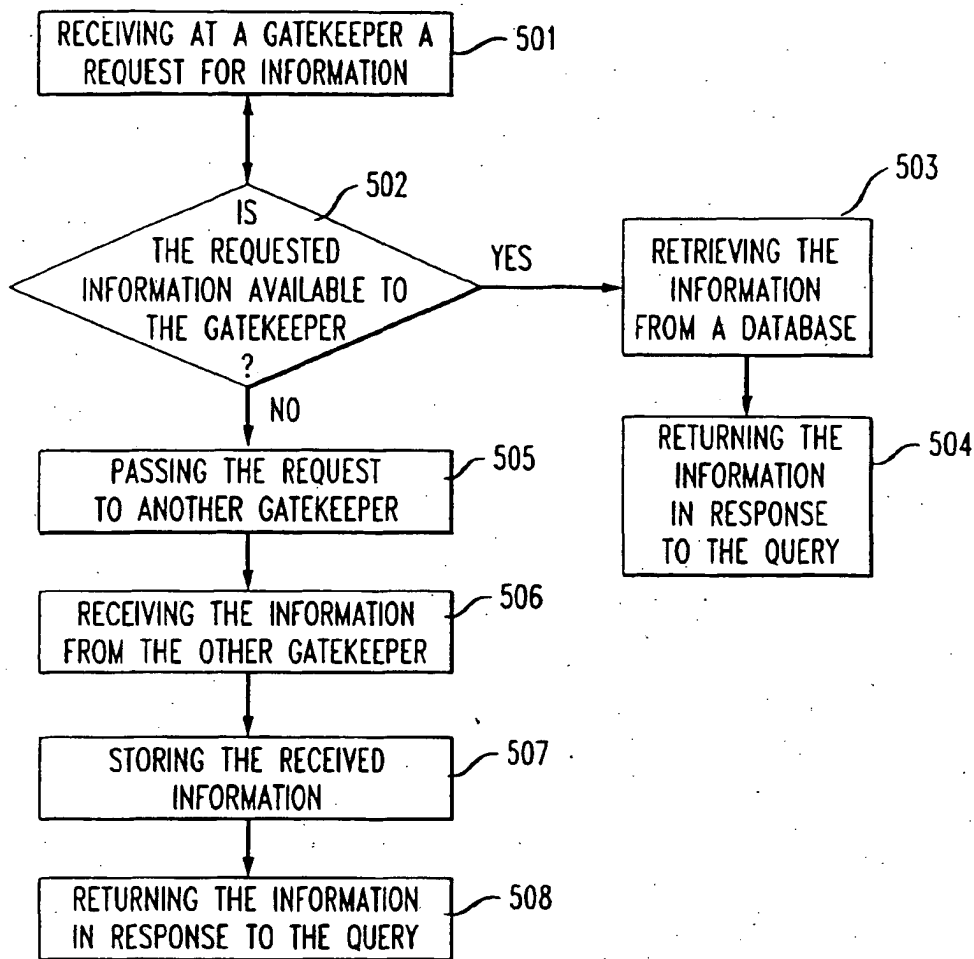 RECEIVING AT A GATEKEEPER A
REQUEST FOR INFORMATION
501
502
IS
THE REQUESTED
INFORMATION AVAILABLE TO
THE GATEKEEPER
?
YES
NO
503
RETRIEVING THE
INFORMATION
FROM A DATABASE
RETURNING THE
INFORMATION
IN RESPONSE
TO THE QUERY
504
PASSING THE REQUEST
TO ANOTHER GATEKEEPER
505
RECEIVING THE INFORMATION
FROM THE OTHER GATEKEEPER
506
STORING THE RECEIVED
INFORMATION
507
RETURNING THE INFORMATION
IN RESPONSE TO THE QUERY
508